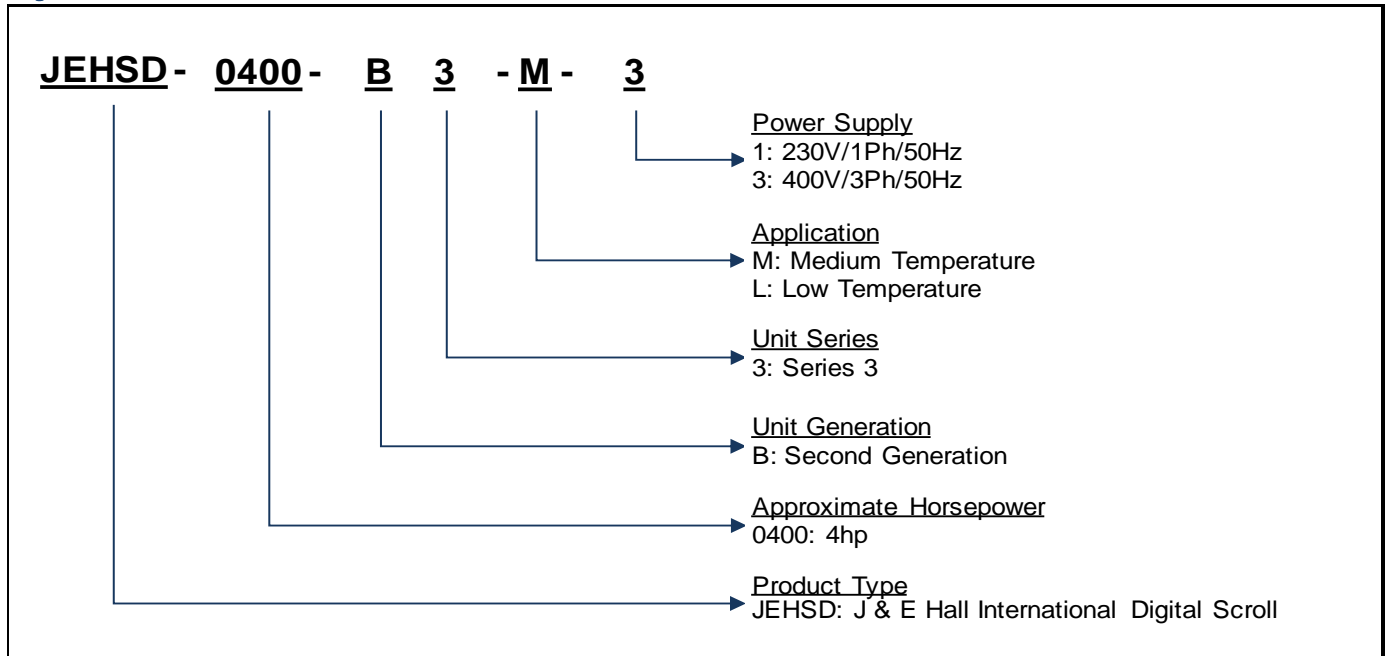 JEHSD - 0400 - B 3 - M - 3
Power Supply
1: 230V/1Ph/50Hz
3: 400V/3Ph/50Hz
Application
M: Medium Temperature
L: Low Temperature
Unit Series
3: Series 3
Unit Generation
B: Second Generation
Approximate Horsepower
0400: 4hp
Product Type
JEHSD: J & E Hall International Digital Scroll